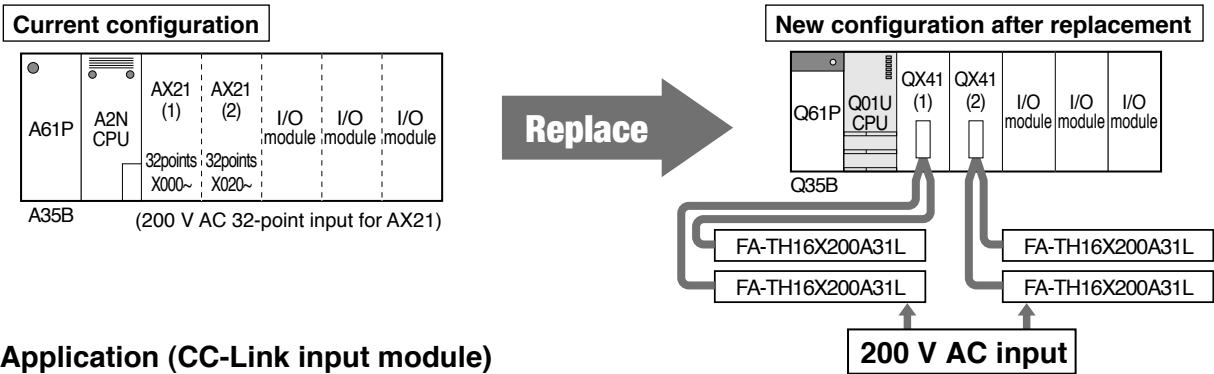 Current configuration
A61P
A2N
CPU
AX21
(1)
32points
X000~
AX21
(2)
32points
X020~
I/O
module
I/O
module
I/O
module
A35B
(200 V AC 32-point input for AX21)
Replace
New configuration after replacement
Q61P
Q01U
CPU
QX41
(1)
QX41
(2)
I/O
module
I/O
module
I/O
module
Q35B
FA-TH16X200A31L
FA-TH16X200A31L
FA-TH16X200A31L
FA-TH16X200A31L
200 V AC input
Application (CC-Link input module)